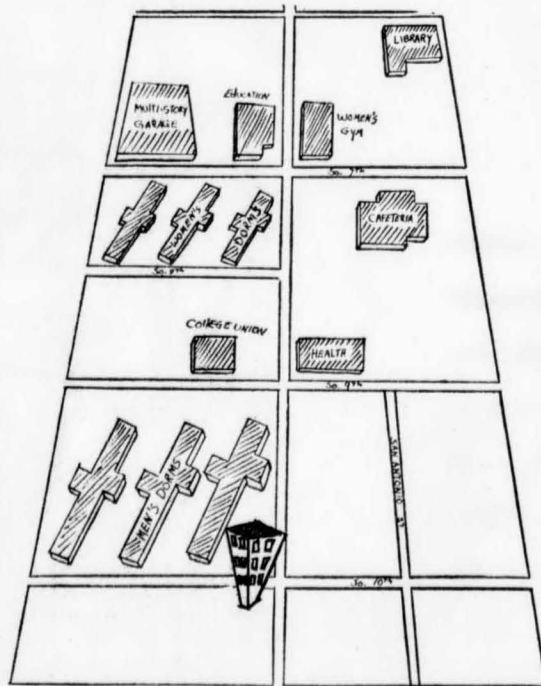 LIBRARY
EDUCATION
MULTI-STORY
GARAGE
WOMEN'S
GYM
So. 7th
WOMEN'S
DORMS
CAFETERIA
So. 8th
COLLEGE UNION
HEALTH
So. 9th
SAN ANTONIO ST
MEN'S DORMS
So. 10th